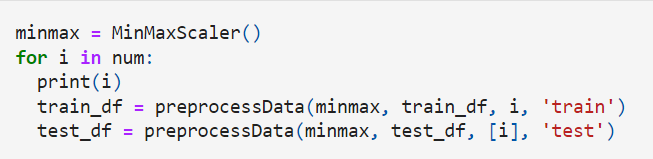 minmax = MinMaxScaler()
for i in num:
  print(i)
  train_df = preprocessData(minmax, train_df, i, 'train')
  test_df = preprocessData(minmax, test_df, [i], 'test')